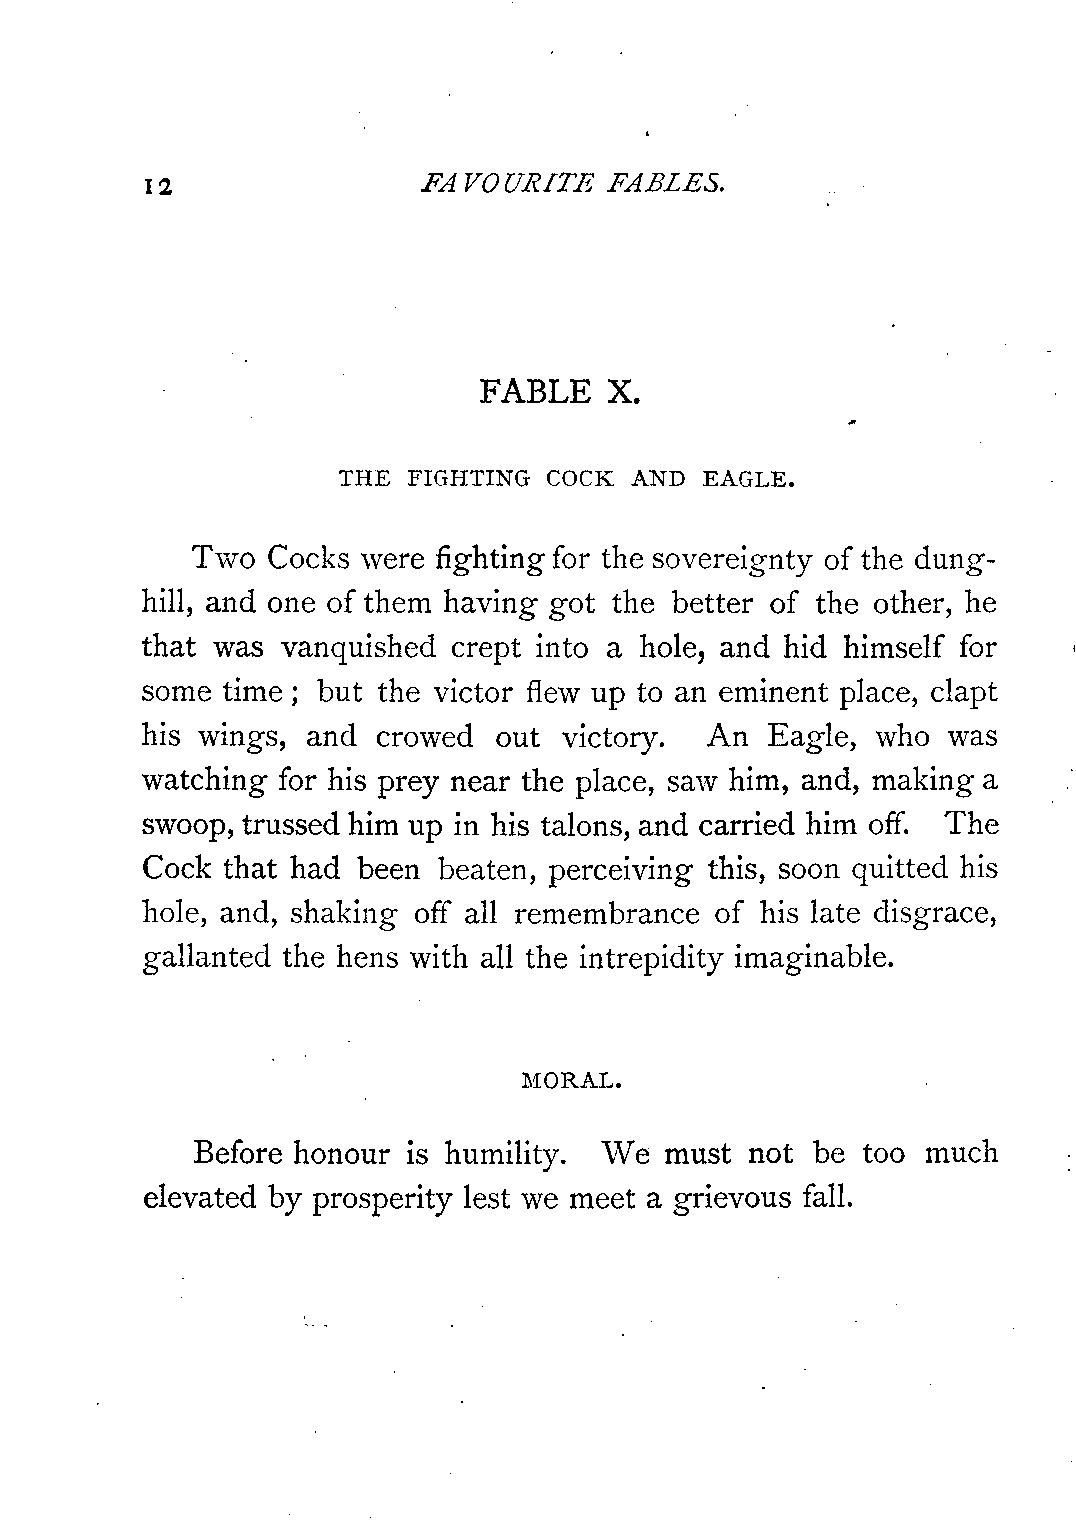 12 FAVOURITE FABLES.
FABLE X.
THE FIGHTING COCK AND EAGLE.
Two Cocks were fighting for the sovereignty of the dung-
hill, and one of them having got the better of the other, he
that was vanquished crept into a hole, and hid himself for
some time; but the victor flew up to an eminent place, clapt
his wings, and crowed out victory. An Eagle, who was
watching for his prey near the place, saw him, and, making a
swoop, trussed him up in his talons, and carried him off. The
Cock that had been beaten, perceiving this, soon quitted his
hole, and, shaking off all remembrance of his late disgrace,
gallanted the hens with all the intrepidity imaginable.
MORAL.
Before honour is humility. We must not be too much
elevated by prosperity lest we meet a grievous fall.